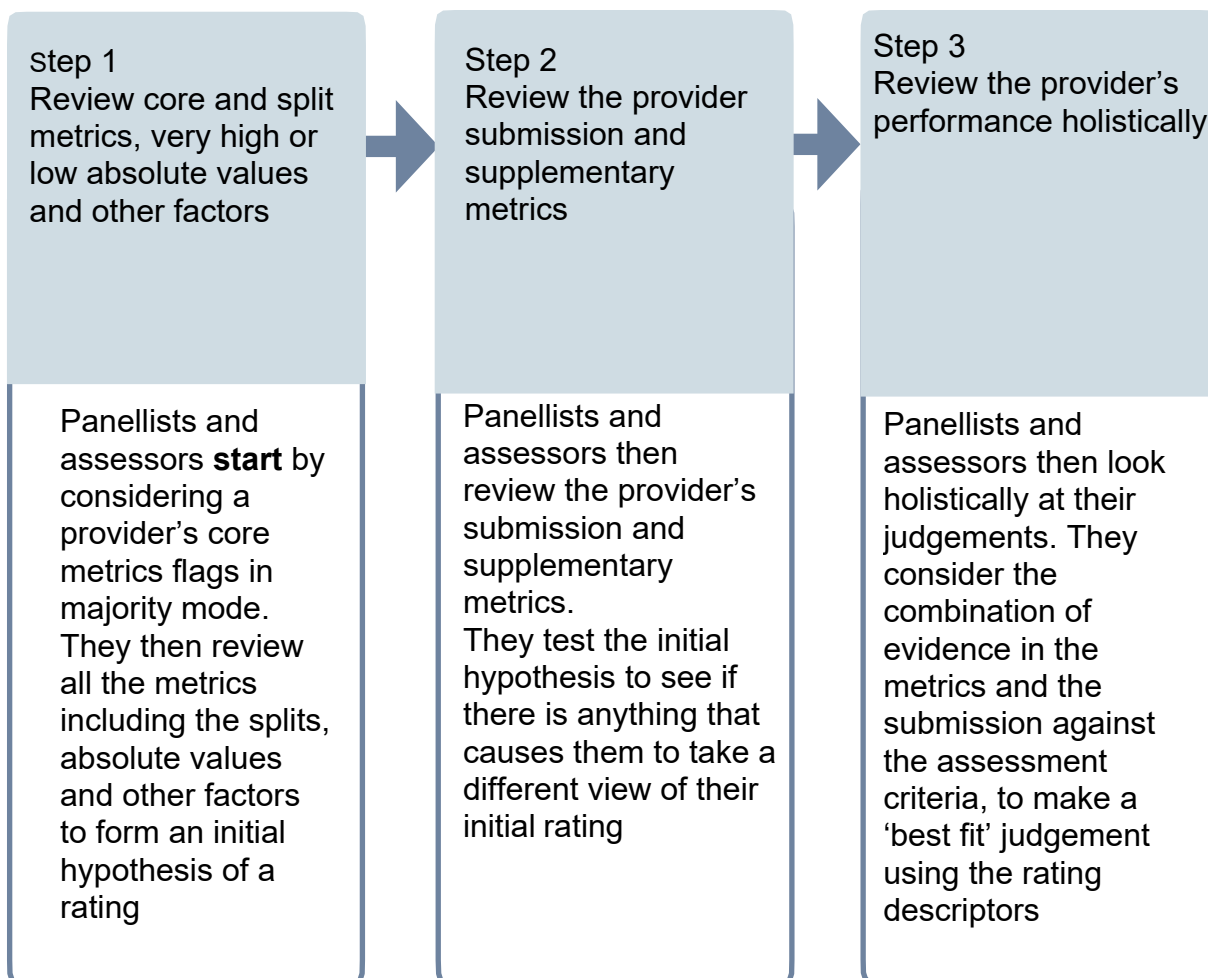 Step 1
Review core and split
metrics, very high or
low absolute values
and other factors
Panellists and
assessors start by
considering a
provider’s core
metrics flags in
majority mode.
They then review
all the metrics
including the splits,
absolute values
and other factors
to form an initial
hypothesis of a
rating
Step 2
Review the provider
submission and
supplementary
metrics
Panellists and
assessors then
review the provider’s
submission and
supplementary
metrics.
They test the initial
hypothesis to see if
there is anything that
causes them to take a
different view of their
initial rating
Step 3
Review the provider’s
performance holistically
Panellists and
assessors then look
holistically at their
judgements. They
consider the
combination of
evidence in the
metrics and the
submission against
the assessment
criteria, to make a
‘best fit’ judgement
using the rating
descriptors